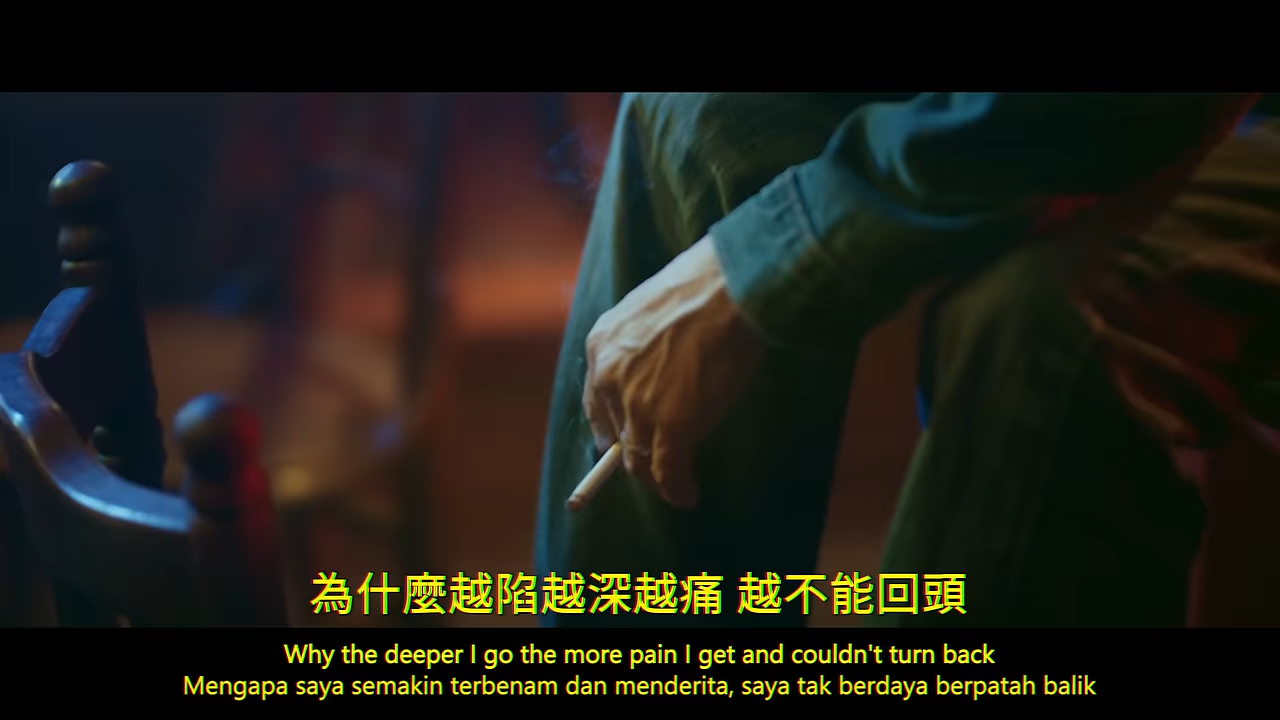 為什麼越陷越深越痛 越不能回頭
Why the deeper I go the more pain I get and couldn't turn back
Mengapa saya semakin terbenam dan menderita, saya tak berdaya berpatah balik